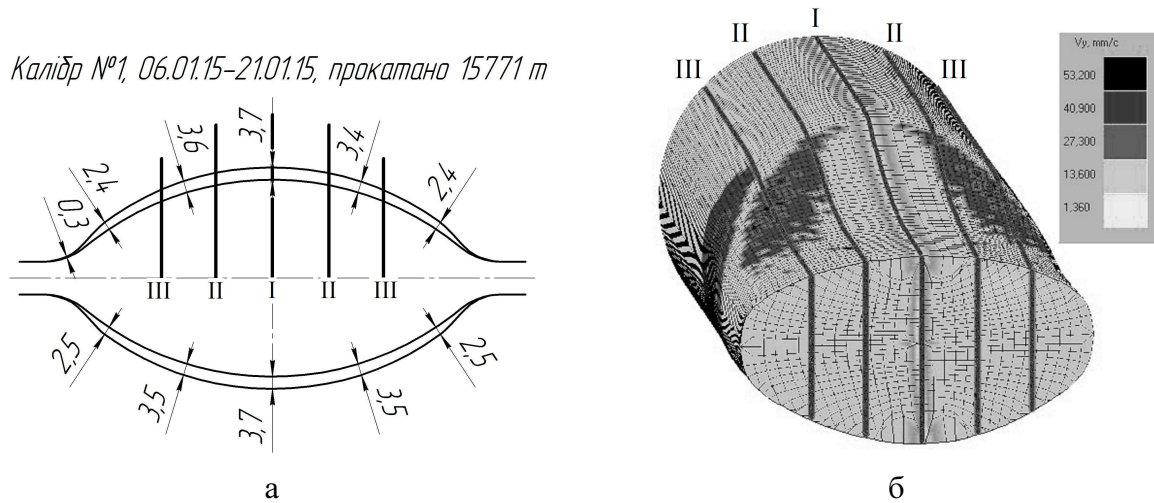 Калібр №1, 06.01.15–21.01.15, прокатано 15771 т
0,3
2,4
3,6
3,7
3,4
2,4
III
II
I
II
III
2,5
3,5
3,7
3,5
2,5
а
III
II
I
II
III
Vy, mm/c
53,200
40,900
27,300
13,600
1,360
б